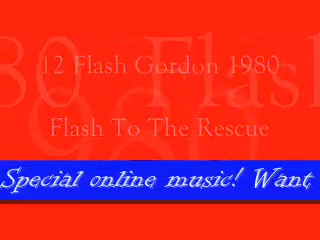 12 Flash Gordon 1980
Flash To The Rescue
Special online music! Want